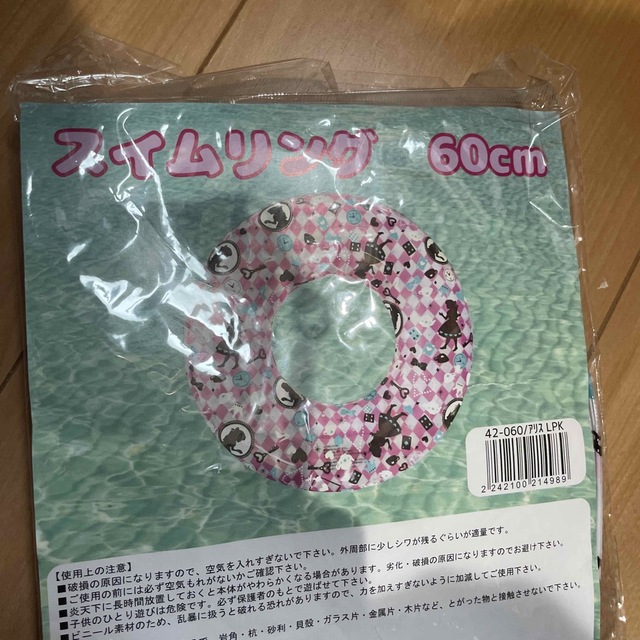 スイムリング 60cm
42-060/ｱﾘｽ LPK
2 242100 214989
【使用上の注意】
■破損の原因になりますので、空気を入れすぎないで下さい。外周部に少しシワが残るぐらいが適量です。
■ご使用の前には必ず空気もれがないかご確認下さい。
■炎天下に長時間放置しておくと本体がやわらかくなる場合があります。劣化・破損の原因になりますのでお避け下さい。
■子供のひとり遊びは危険です。必ず保護者のもとで遊ばせて下さい。
■ビニール素材のため、乱暴に扱うと破れる恐れがありますので、力を加えすぎないように加減してご使用下さい。
岩角・杭・砂利・貝殻・ガラス片・金属片・木片など、とがった物と接触させないで下さい。